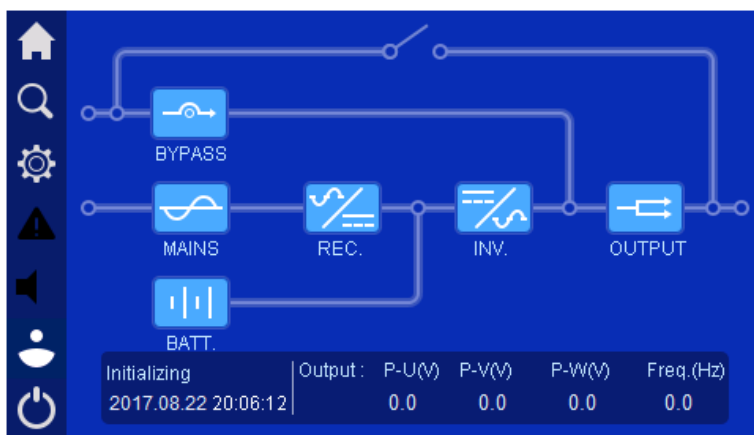 BYPASS
MAINS REC. INV. OUTPUT
BATT.
Initializing Output : P-U(V) P-V(V) P-W(V) Freq.(Hz)
2017.08.22 20:06:12 0.0 0.0 0.0 0.0